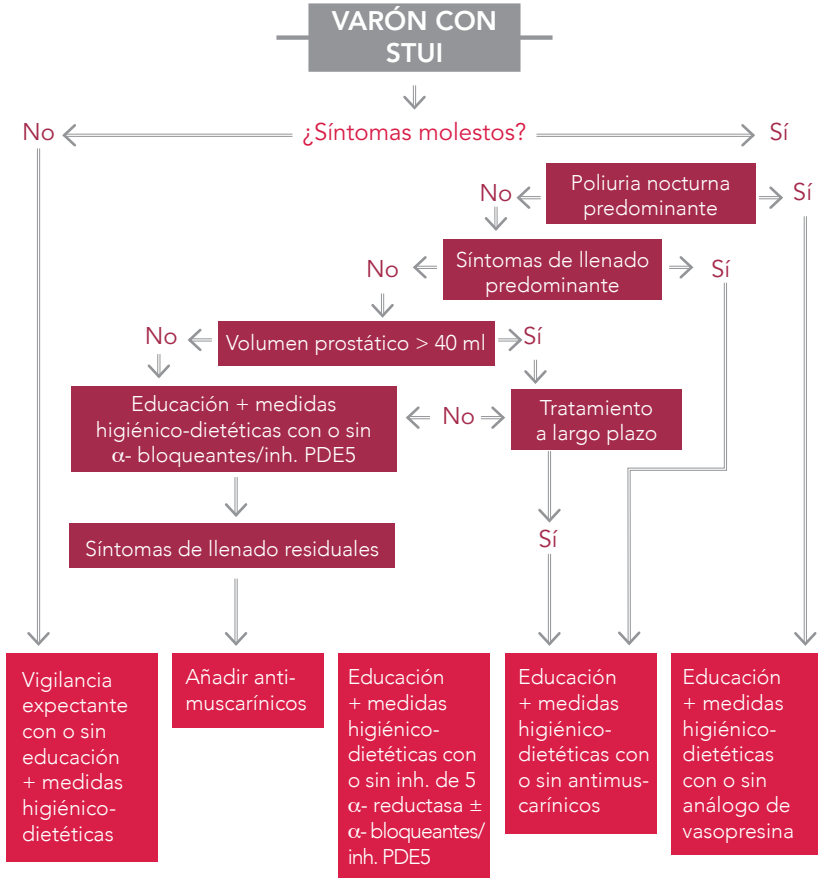 VARÓN CON
STUI
No
¿Síntomas molestos?
Sí
No
Poliuria nocturna
predominante
Sí
No
Síntomas de llenado
predominante
Sí
No
Volumen prostático > 40 ml
Sí
Educación + medidas
higiénico-dietéticas con o sin
α- bloqueantes/inh. PDE5
No
Tratamiento
a largo plazo
Síntomas de llenado residuales
Sí
Vigilancia
expectante
con o sin
educación
+ medidas
higiénico-
dietéticas
Añadir anti-
muscarínicos
Educación
+ medidas
higiénico-
dietéticas con
o sin inh. de 5
α- reductasa ±
α- bloqueantes/
inh. PDE5
Educación
+ medidas
higiénico-
dietéticas con
o sin antimus-
carínicos
Educación
+ medidas
higiénico-
dietéticas
con o sin
análogo de
vasopresina